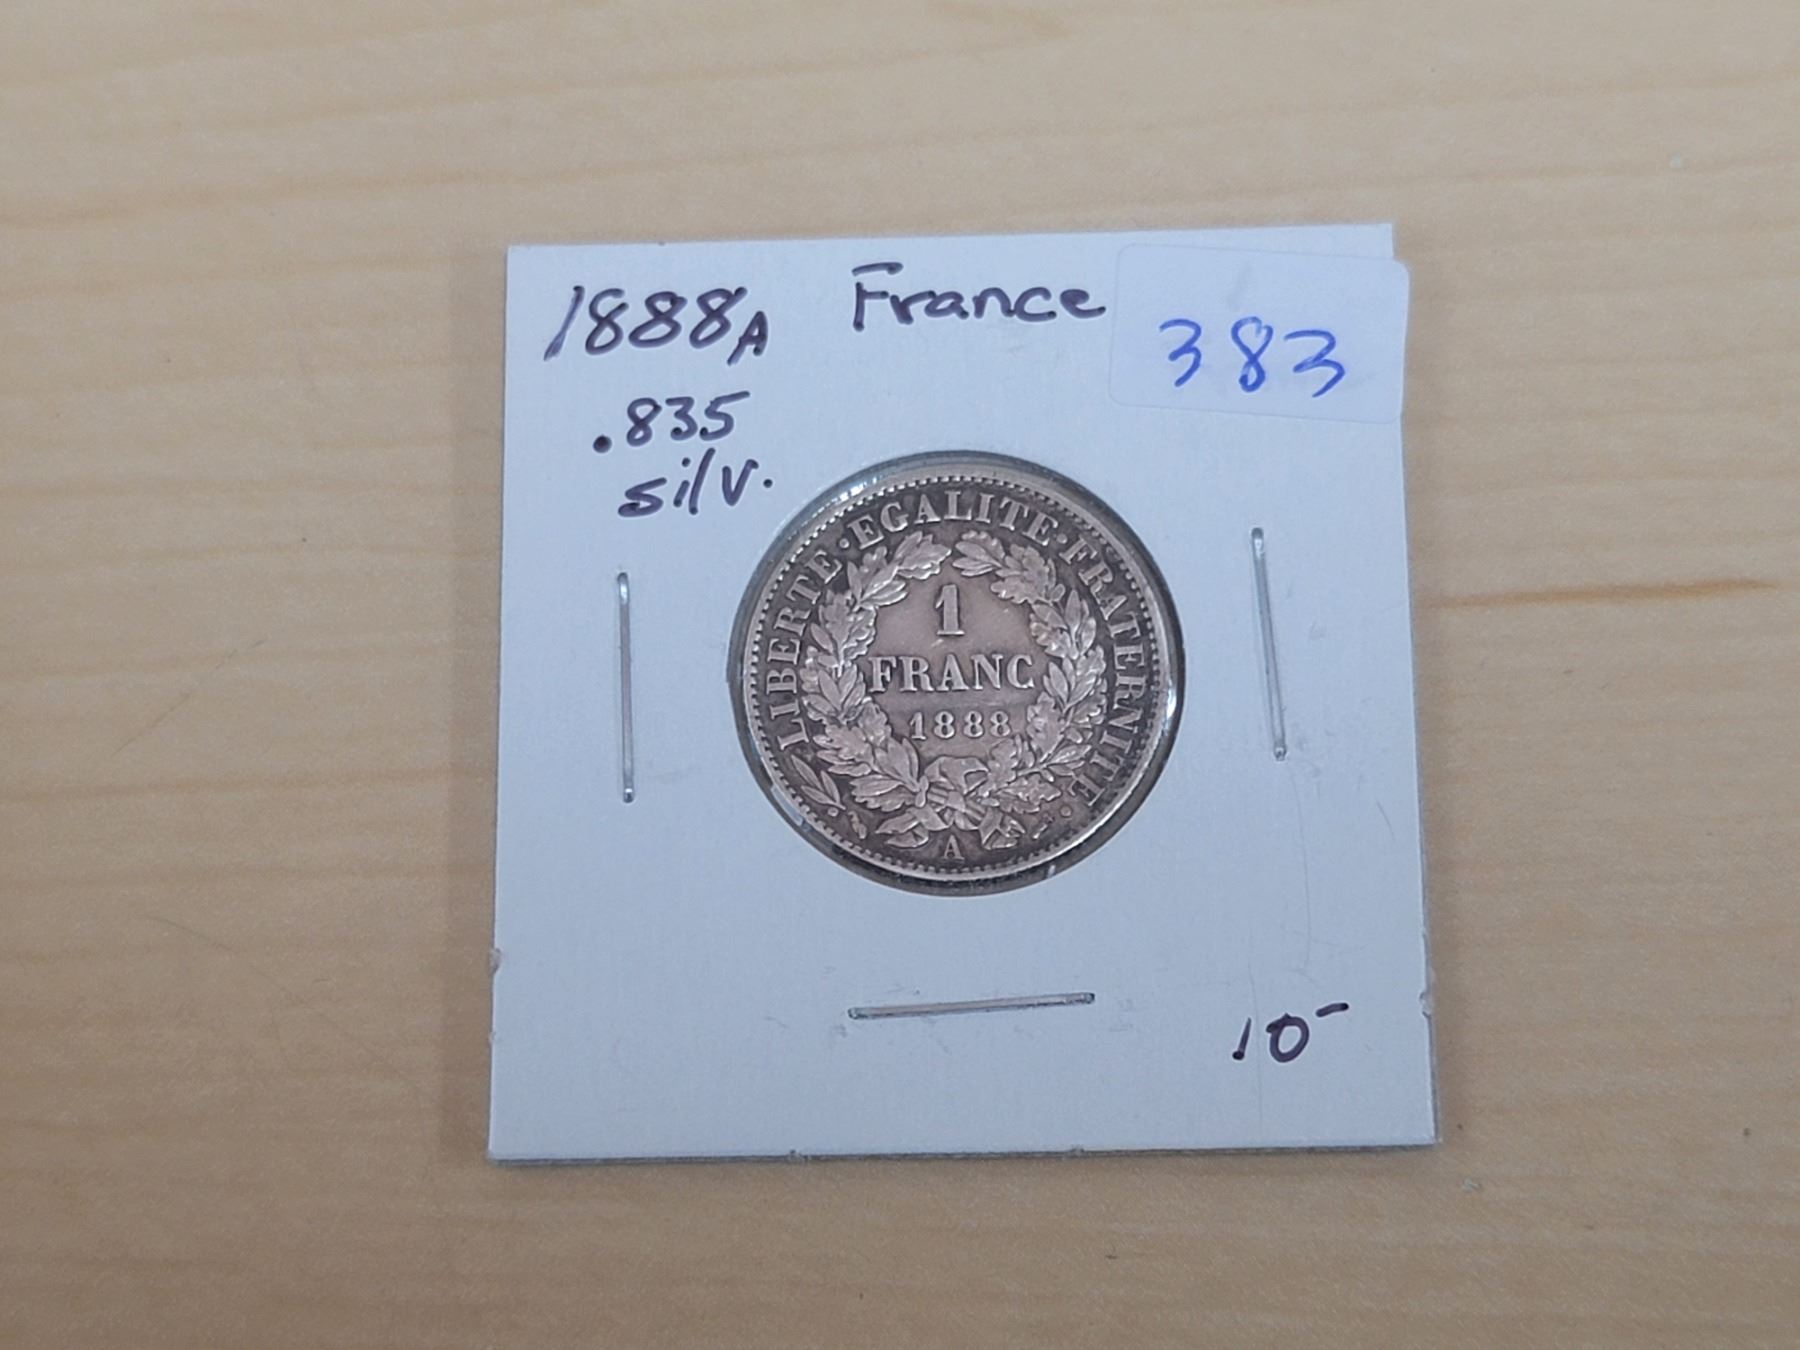 1888A France
383
.835
silv.
LIBERTE · EGALITE · FRATERNITE
1
FRANC
1888
A
10-